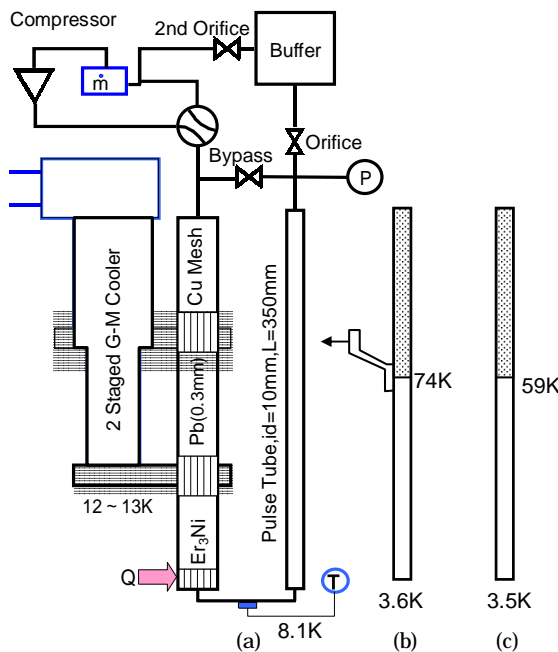 Compressor
2nd Orifice
Buffer
ṁ
Orifice
Bypass
P
2 Staged G-M Cooler
Cu Mesh
Pb(0.3mm)
Er₃Ni
Pulse Tube,id=10mm,L=350mm
74K
59K
12 ~ 13K
Q
T
8.1K
3.6K
3.5K
(a)
(b)
(c)